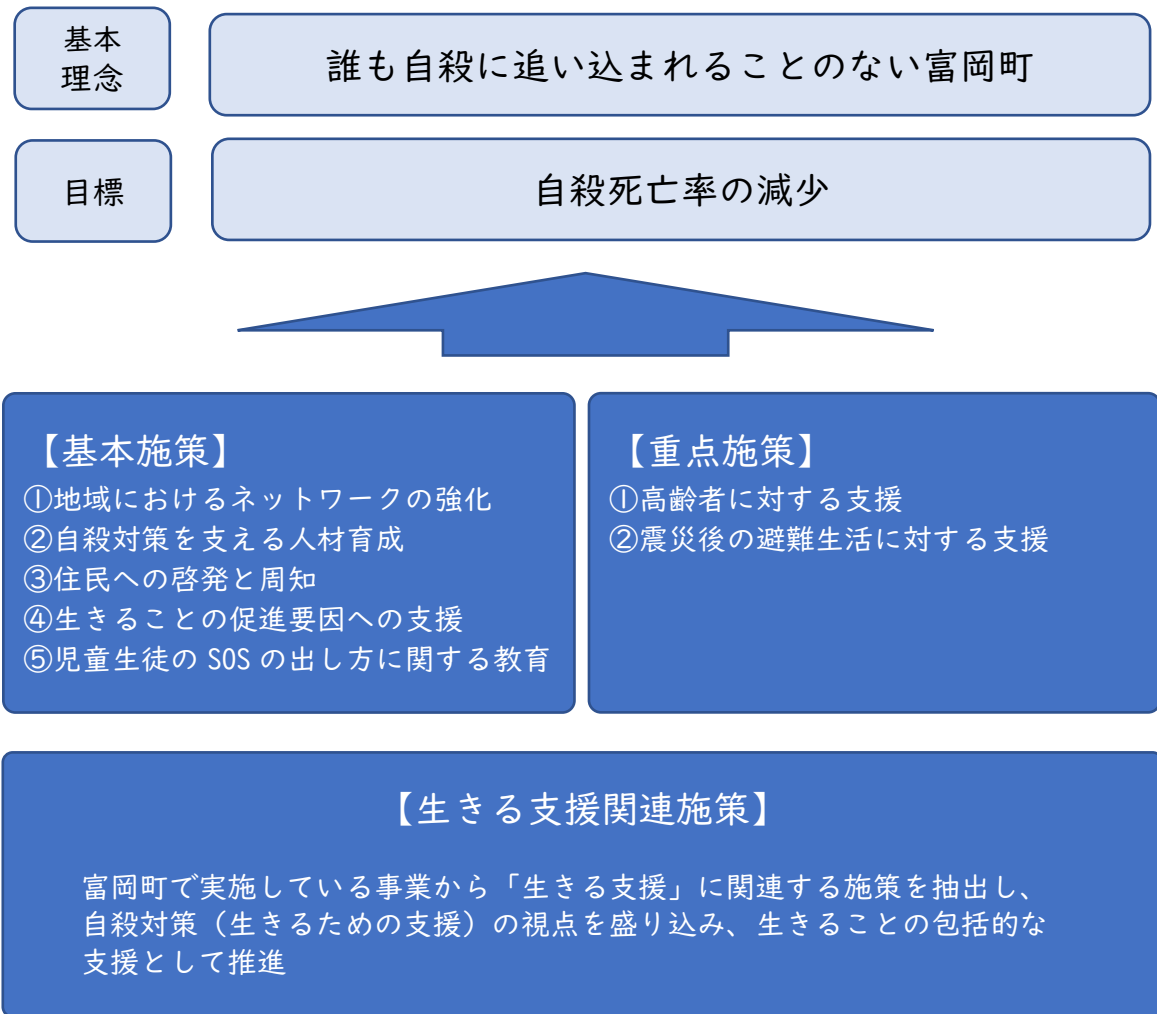 基本
理念
誰も自殺に追い込まれることのない富岡町
目標
自殺死亡率の減少
【基本施策】
①地域におけるネットワークの強化
②自殺対策を支える人材育成
③住民への啓発と周知
④生きることの促進要因への支援
⑤児童生徒の SOS の出し方に関する教育
【重点施策】
①高齢者に対する支援
②震災後の避難生活に対する支援
【生きる支援関連施策】
富岡町で実施している事業から「生きる支援」に関連する施策を抽出し、
自殺対策（生きるための支援）の視点を盛り込み、生きることの包括的な
支援として推進